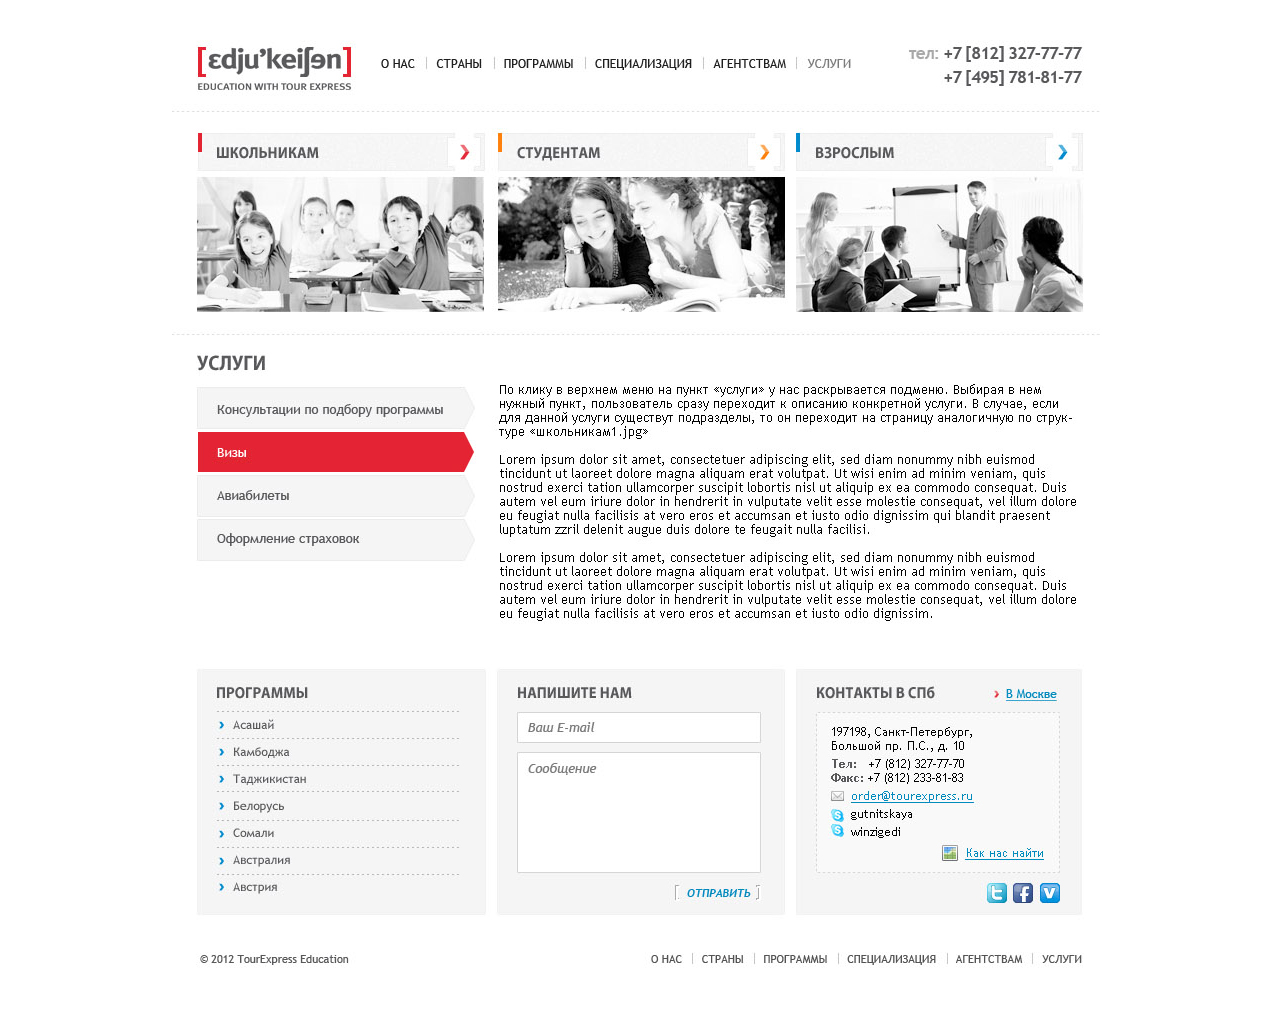 [ɛdju'keiʃən]
EDUCATION WITH TOUR EXPRESS
О НАС СТРАНЫ ПРОГРАММЫ СПЕЦИАЛИЗАЦИЯ АГЕНТСТВАМ УСЛУГИ
тел: +7 [812] 327-77-77
+7 [495] 781-81-77
ШКОЛЬНИКАМ
СТУДЕНТАМ
ВЗРОСЛЫМ
УСЛУГИ
Консультации по подбору программы
Визы
Авиабилеты
Оформление страховок
По клику в верхнем меню на пункт «услуги» у нас раскрывается подменю. Выбирая в нем
нужный пункт, пользователь сразу переходит к описанию конкретной услуги. В случае, если
для данной услуги существут подразделы, то он переходит на страницу аналогичную по струк-
туре «школьникам1.jpg»
Lorem ipsum dolor sit amet, consectetuer adipiscing elit, sed diam nonummy nibh euismod
tincidunt ut laoreet dolore magna aliquam erat volutpat. Ut wisi enim ad minim veniam, quis
nostrud exerci tation ullamcorper suscipit lobortis nisl ut aliquip ex ea commodo consequat. Duis
autem vel eum iriure dolor in hendrerit in vulputate velit esse molestie consequat, vel illum dolore
eu feugiat nulla facilisis at vero eros et accumsan et iusto odio dignissim qui blandit praesent
luptatum zzril delenit augue duis dolore te feugait nulla facilisi.
Lorem ipsum dolor sit amet, consectetuer adipiscing elit, sed diam nonummy nibh euismod
tincidunt ut laoreet dolore magna aliquam erat volutpat. Ut wisi enim ad minim veniam, quis
nostrud exerci tation ullamcorper suscipit lobortis nisl ut aliquip ex ea commodo consequat. Duis
autem vel eum iriure dolor in hendrerit in vulputate velit esse molestie consequat, vel illum dolore
eu feugiat nulla facilisis at vero eros et accumsan et iusto odio dignissim.
ПРОГРАММЫ
Асашай
Камбоджа
Таджикистан
Белорусь
Сомали
Австралия
Австрия
НАПИШИТЕ НАМ
Ваш E-mail
Сообщение
ОТПРАВИТЬ
КОНТАКТЫ В СПб
В Москве
197198, Санкт-Петербург,
Большой пр. П.С., д. 10
Тел: +7 (812) 327-77-70
Факс: +7 (812) 233-81-83
order@tourexpress.ru
gutnitskaya
winzigedi
Как нас найти
© 2012 TourExpress Education
О НАС СТРАНЫ ПРОГРАММЫ СПЕЦИАЛИЗАЦИЯ АГЕНТСТВАМ УСЛУГИ